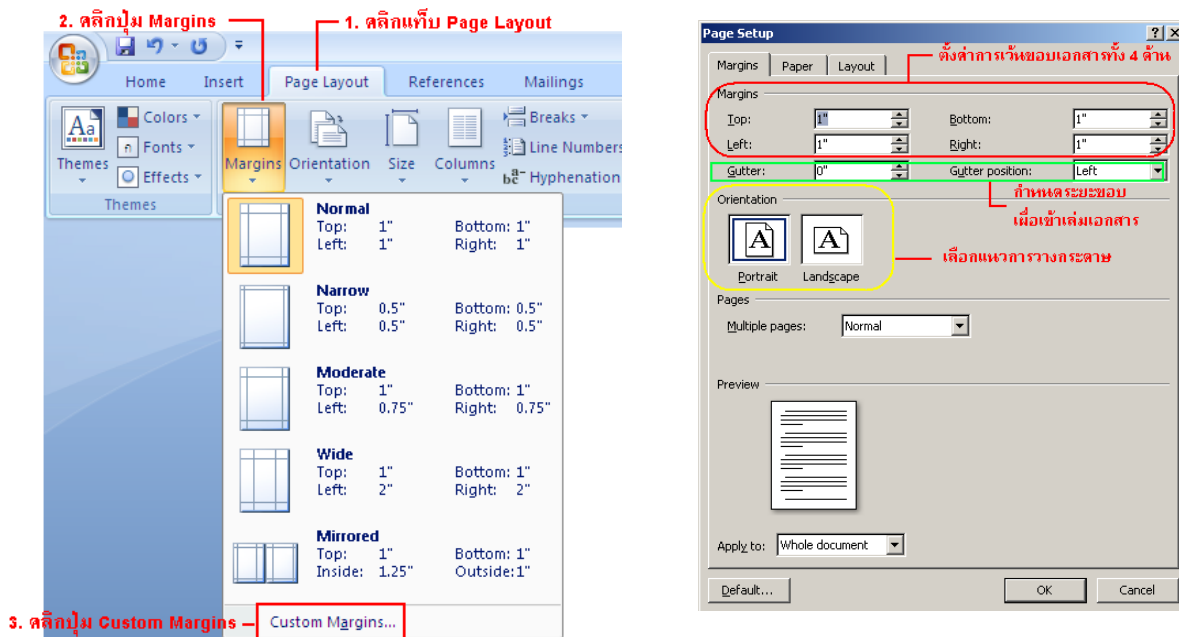 2. คลิกปุ่ม Margins
1. คลิกแท็บ Page Layout
Home Insert Page Layout References Mailings
Aa
Themes
Colors
Fonts
Effects
Themes
Margins
Orientation
Size
Columns
Breaks
Line Numbers
Hyphenation
Normal
Top: 1" Bottom: 1"
Left: 1" Right: 1"
Narrow
Top: 0.5" Bottom: 0.5"
Left: 0.5" Right: 0.5"
Moderate
Top: 1" Bottom: 1"
Left: 0.75" Right: 0.75"
Wide
Top: 1" Bottom: 1"
Left: 2" Right: 2"
Mirrored
Top: 1" Bottom: 1"
Inside: 1.25" Outside: 1"
3. คลิกปุ่ม Custom Margins
Custom Margins...
Page Setup
ตั้งค่าการเว้นขอบเอกสารทั้ง 4 ด้าน
Margins Paper Layout
Margins
Top: 1" Bottom: 1"
Left: 1" Right: 1"
Gutter: 0" Gutter position: Left
กำหนดระยะขอบ
เผื่อเข้าเล่มเอกสาร
Orientation
A A
Portrait Landscape
เลือกแนวการวางกระดาษ
Pages
Multiple pages: Normal
Preview
Apply to: Whole document
Default... OK Cancel